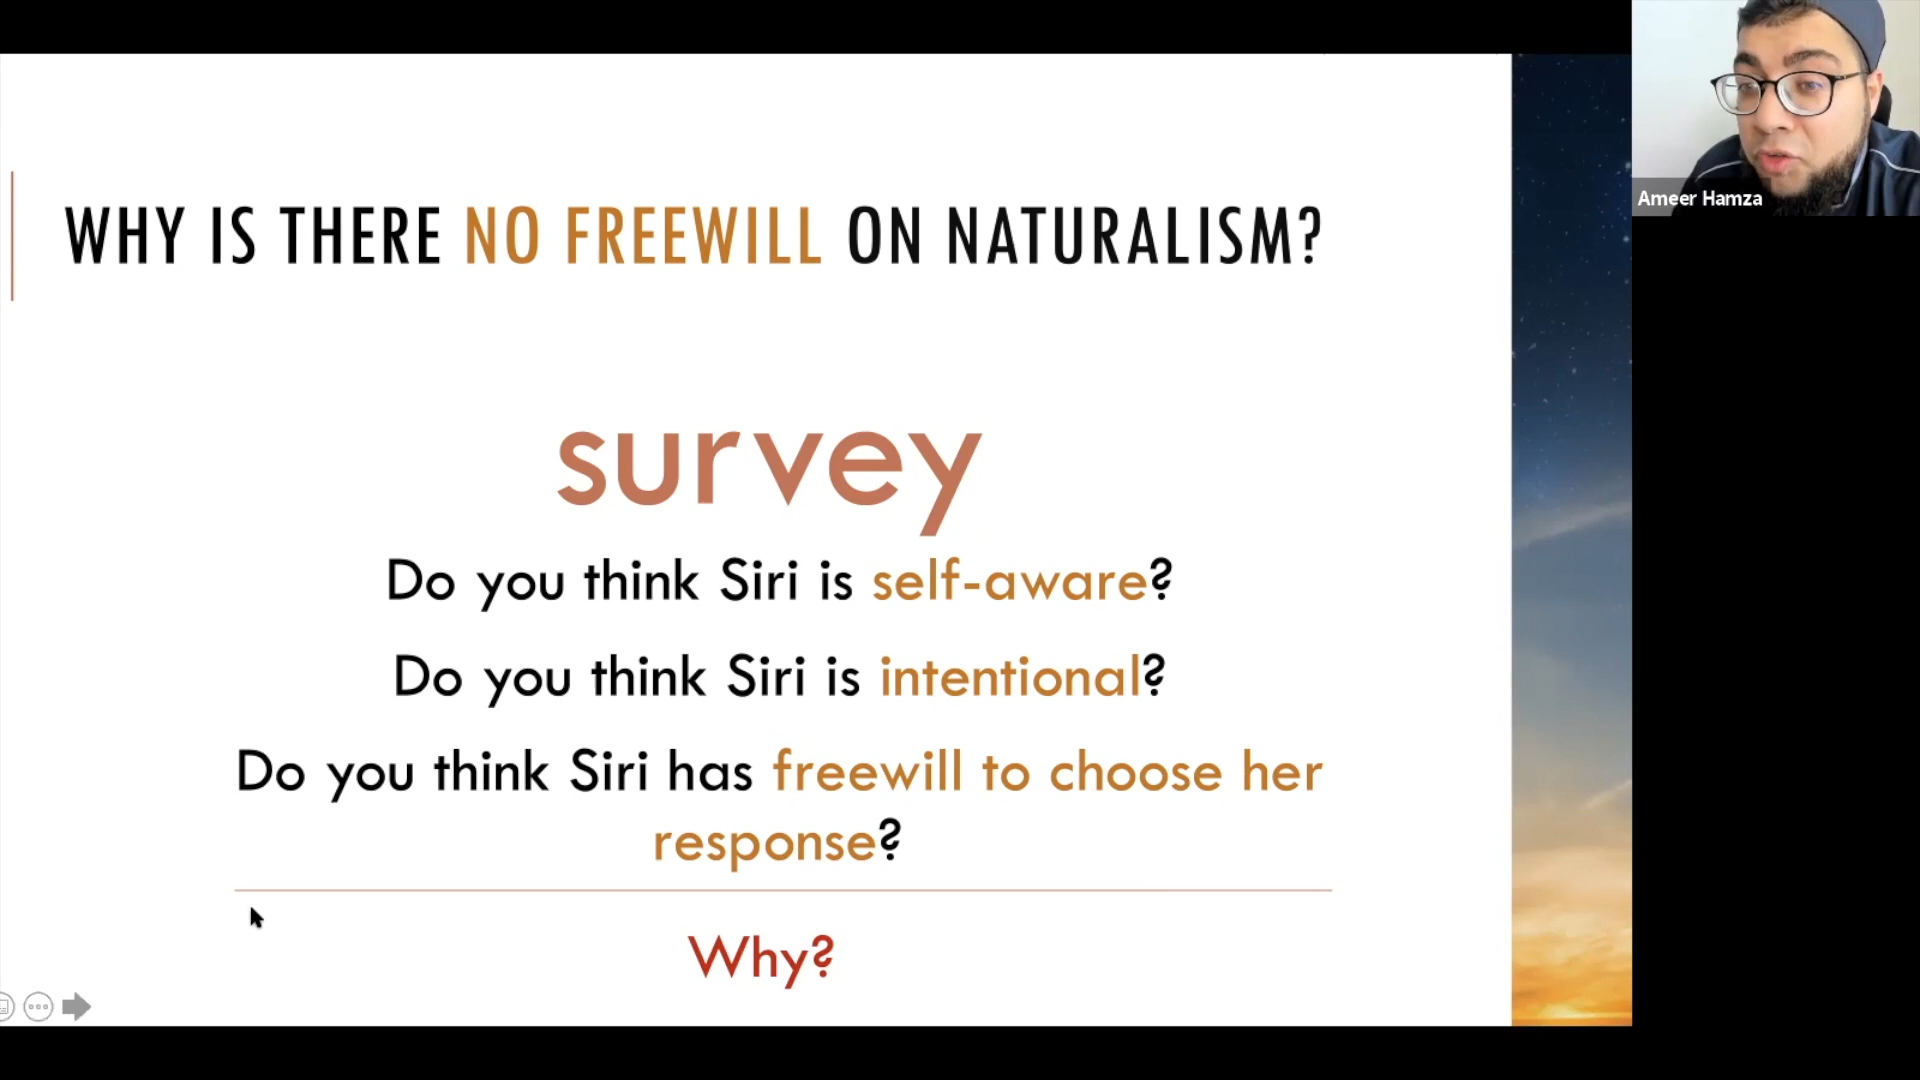 WHY IS THERE NO FREEWILL ON NATURALISM?
survey
Do you think Siri is self-aware?
Do you think Siri is intentional?
Do you think Siri has freewill to choose her
response?
Why?
Ameer Hamza